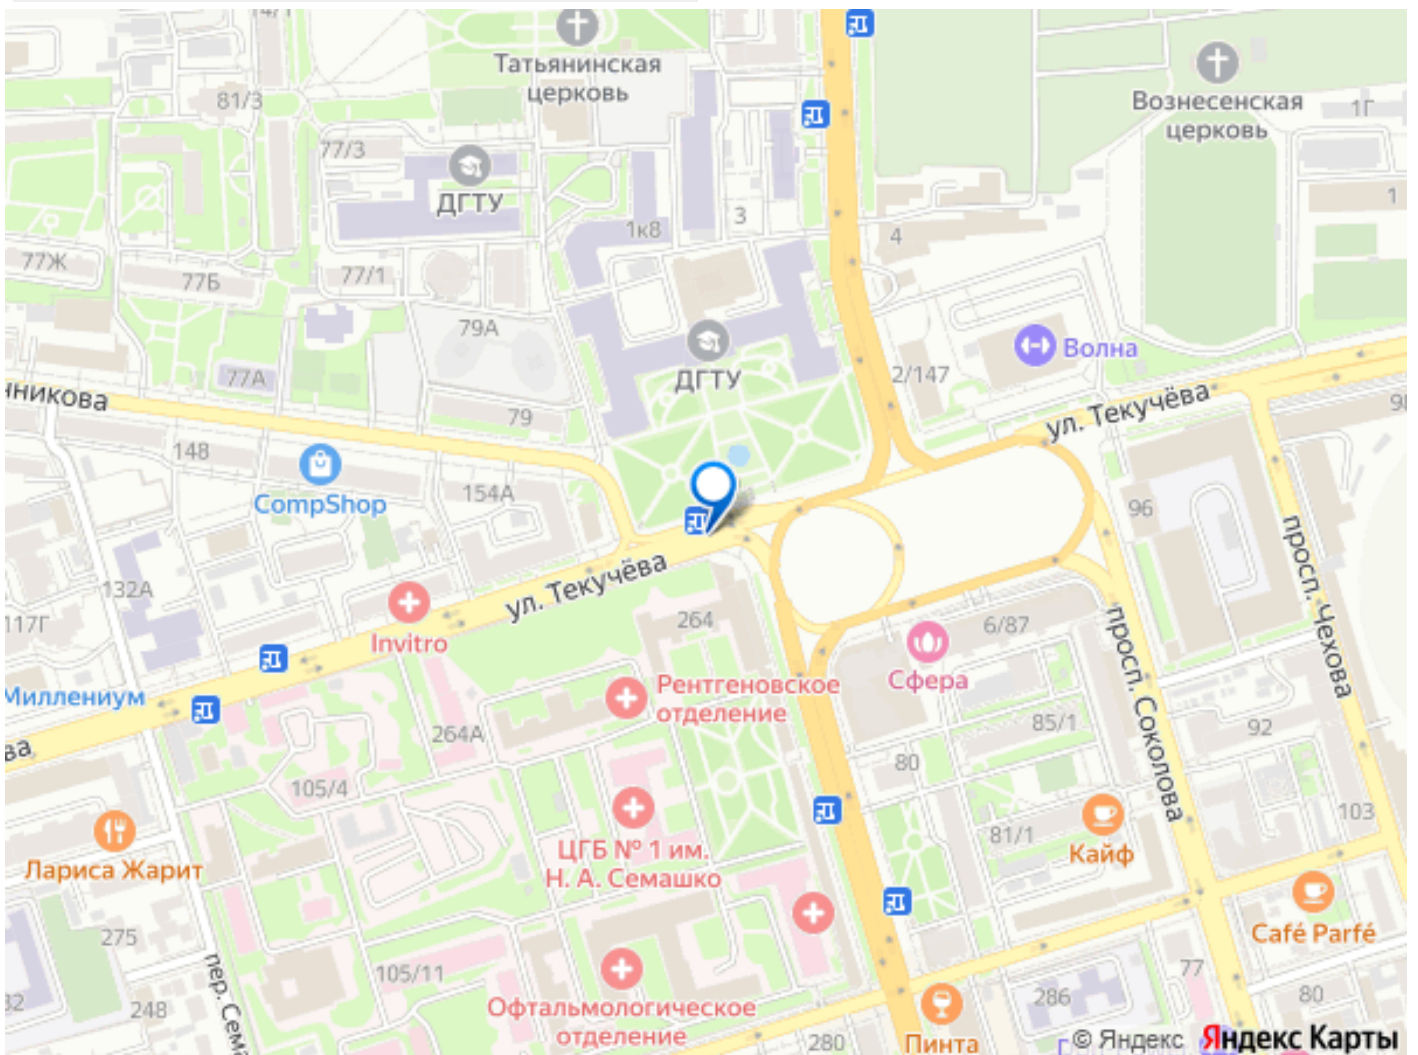 14/1
Татьянинская
церковь
81/3
Вознесенская
церковь
1Г
77/3
ДГТУ
1к8
3
4
1
77Ж
77Б
77/1
79А
Волна
ДГТУ
2/147
77А
нникова
79
ул. Текучёва
98
148
CompShop
154А
96
просп. Чехова
132А
117Г
Invitro
ул. Текучёва
264
6/87
Сфера
просп. Соколова
Миллениум
Рентгеновское
отделение
264А
ва
85/1
92
80
105/4
103
81/1
Кайф
Лариса Жарит
ЦГБ № 1 им.
Н. А. Семашко
Café Parfé
275
пер. Сема
105/11
77
248
Офтальмологическое
отделение
286
80
280
Пинта
© Яндекс Яндекс Карты